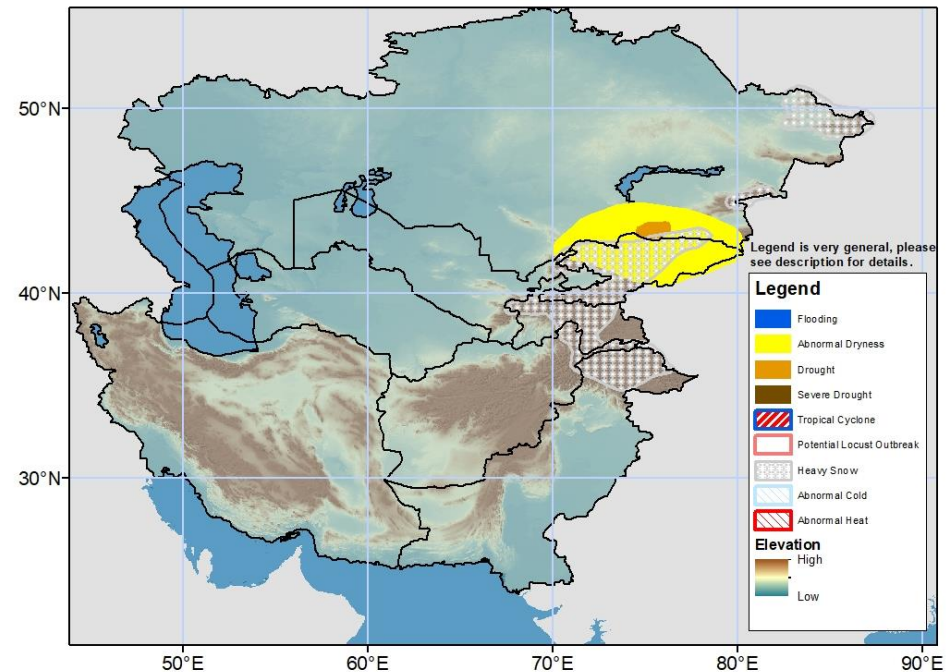 50°N
40°N
30°N
Legend is very general, please
see description for details.
Legend
Flooding
Abnormal Dryness
Drought
Severe Drought
Tropical Cyclone
Potential Locust Outbreak
Heavy Snow
Abnormal Cold
Abnormal Heat
Elevation
High
Low
50°E
60°E
70°E
80°E
90°E